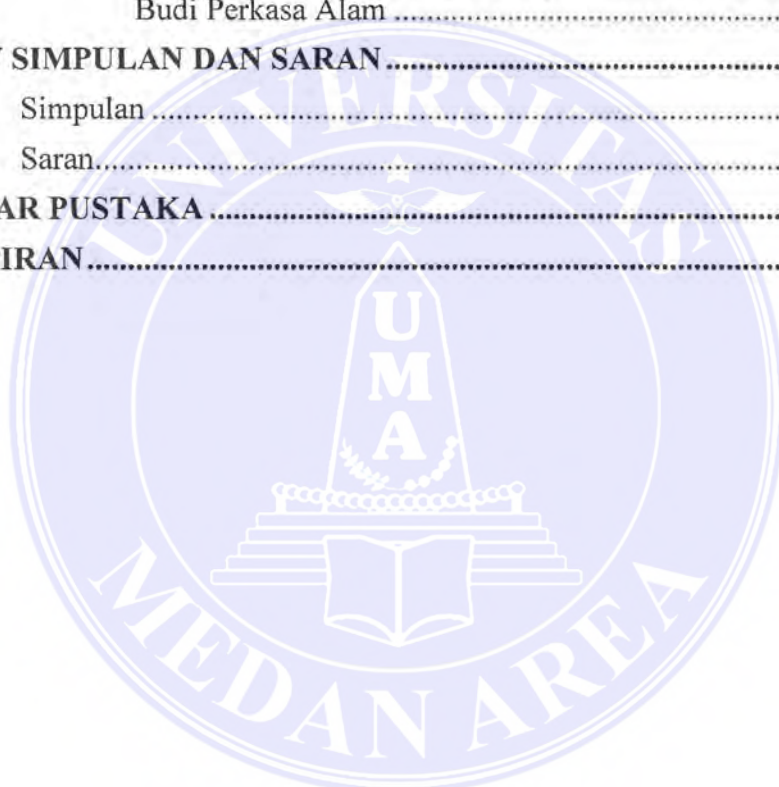 Budi Perkasa Alam ........................................
SIMPULAN DAN SARAN ........................................
Simpulan ........................................
Saran ........................................
AR PUSTAKA ........................................
IRAN ........................................
UNIVERSITAS
UMA
MEDAN AREA